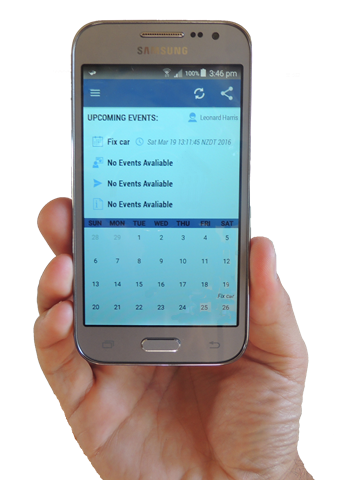 SAMSUNG
100% 3:46 pm
UPCOMING EVENTS: Leonard Harris
Fix car Sat Mar 19 13:11:45 NZDT 2016
No Events Avaliable
No Events Avaliable
No Events Avaliable
SUN MON TUE WED THU FRI SAT
28 29 1 2 3 4 5
6 7 8 9 10 11 12
13 14 15 16 17 18 19
Fix car
20 21 22 23 24 25 26